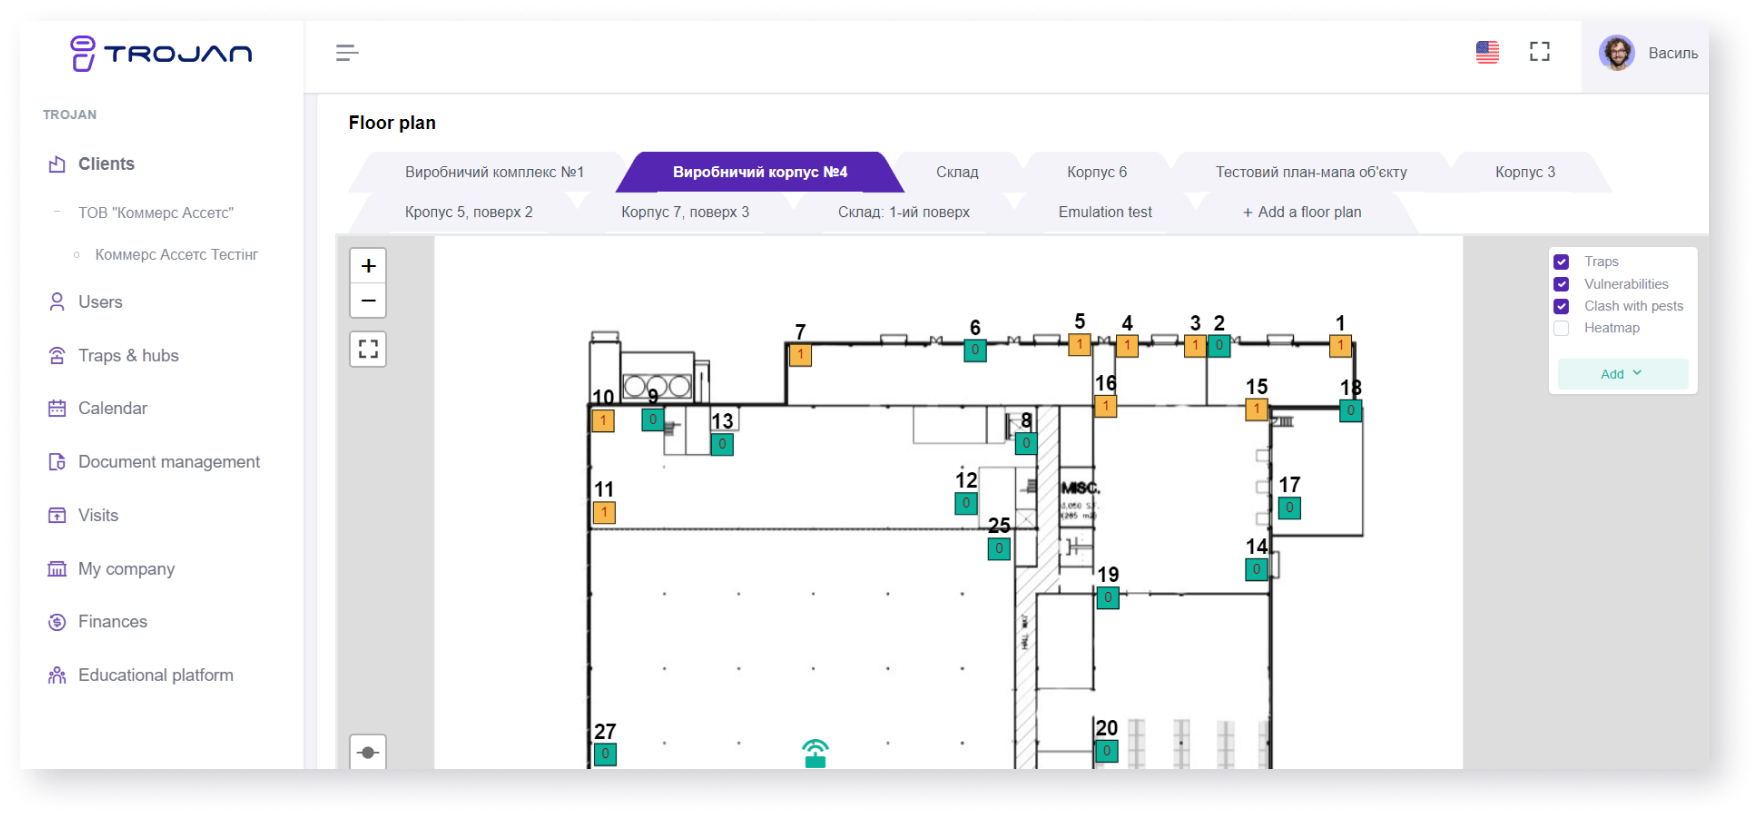 TROJAN
Василь
TROJAN
Clients
ТОВ "Коммерс Ассетс"
Коммерс Ассетс Тестінг
Users
Traps & hubs
Calendar
Document management
Visits
My company
Finances
Educational platform
Floor plan
Виробничий комплекс №1
Виробничий корпус №4
Склад
Корпус 6
Тестовий план-мапа об'єкту
Корпус 3
Кропус 5, поверх 2
Корпус 7, поверх 3
Склад: 1-ий поверх
Emulation test
+ Add a floor plan
+
−
Traps
Vulnerabilities
Clash with pests
Heatmap
Add
7
1
6
0
5
1
4
1
3
1
2
0
1
1
10
1
9
0
13
0
8
0
16
1
15
1
18
0
11
1
12
0
MISC.
17
0
25
0
14
0
19
0
27
0
20
0